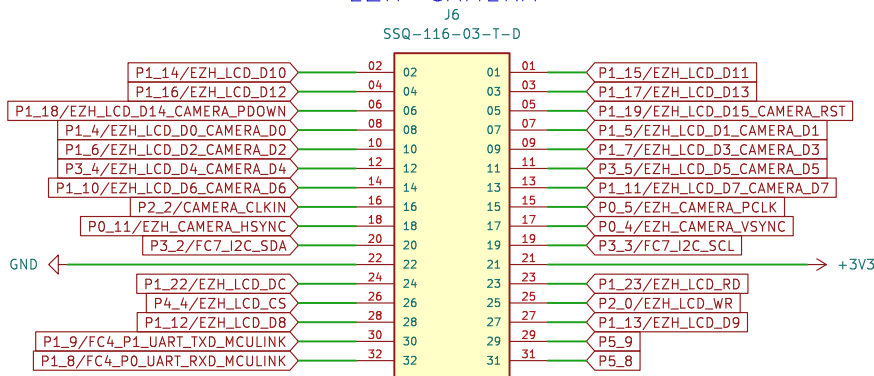 J6
SSQ-116-03-T-D
P1_14/EZH_LCD_D10 02 02 01 01 P1_15/EZH_LCD_D11
P1_16/EZH_LCD_D12 04 04 03 03 P1_17/EZH_LCD_D13
P1_18/EZH_LCD_D14_CAMERA_PDOWN 06 06 05 05 P1_19/EZH_LCD_D15_CAMERA_RST
P1_4/EZH_LCD_D0_CAMERA_D0 08 08 07 07 P1_5/EZH_LCD_D1_CAMERA_D1
P1_6/EZH_LCD_D2_CAMERA_D2 10 10 09 09 P1_7/EZH_LCD_D3_CAMERA_D3
P3_4/EZH_LCD_D4_CAMERA_D4 12 12 11 11 P3_5/EZH_LCD_D5_CAMERA_D5
P1_10/EZH_LCD_D6_CAMERA_D6 14 14 13 13 P1_11/EZH_LCD_D7_CAMERA_D7
P2_2/CAMERA_CLKIN 16 16 15 15 P0_5/EZH_CAMERA_PCLK
P0_11/EZH_CAMERA_HSYNC 18 18 17 17 P0_4/EZH_CAMERA_VSYNC
P3_2/FC7_I2C_SDA 20 20 19 19 P3_3/FC7_I2C_SCL
GND 22 22 21 21 +3V3
P1_22/EZH_LCD_DC 24 24 23 23 P1_23/EZH_LCD_RD
P4_4/EZH_LCD_CS 26 26 25 25 P2_0/EZH_LCD_WR
P1_12/EZH_LCD_D8 28 28 27 27 P1_13/EZH_LCD_D9
P1_9/FC4_P1_UART_TXD_MCULINK 30 30 29 29 P5_9
P1_8/FC4_P0_UART_RXD_MCULINK 32 32 31 31 P5_8